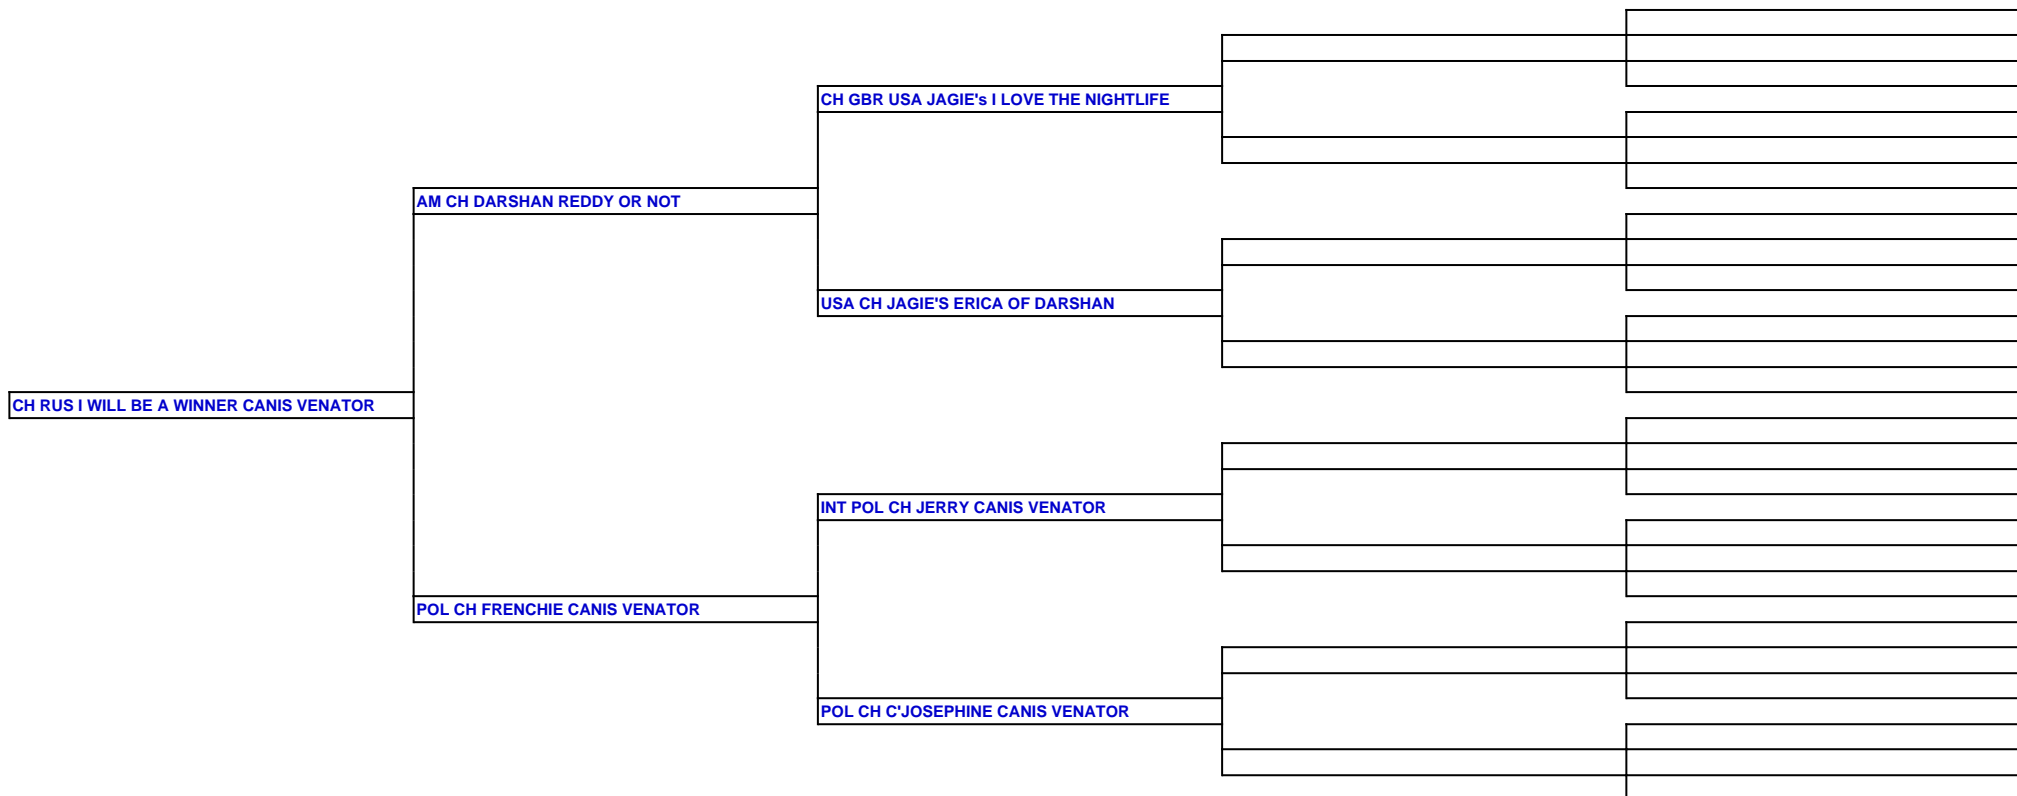 CH GBR USA JAGIE's I LOVE THE NIGHTLIFE
AM CH DARSHAN REDDY OR NOT
USA CH JAGIE'S ERICA OF DARSHAN
CH RUS I WILL BE A WINNER CANIS VENATOR
INT POL CH JERRY CANIS VENATOR
POL CH FRENCHIE CANIS VENATOR
POL CH C'JOSEPHINE CANIS VENATOR